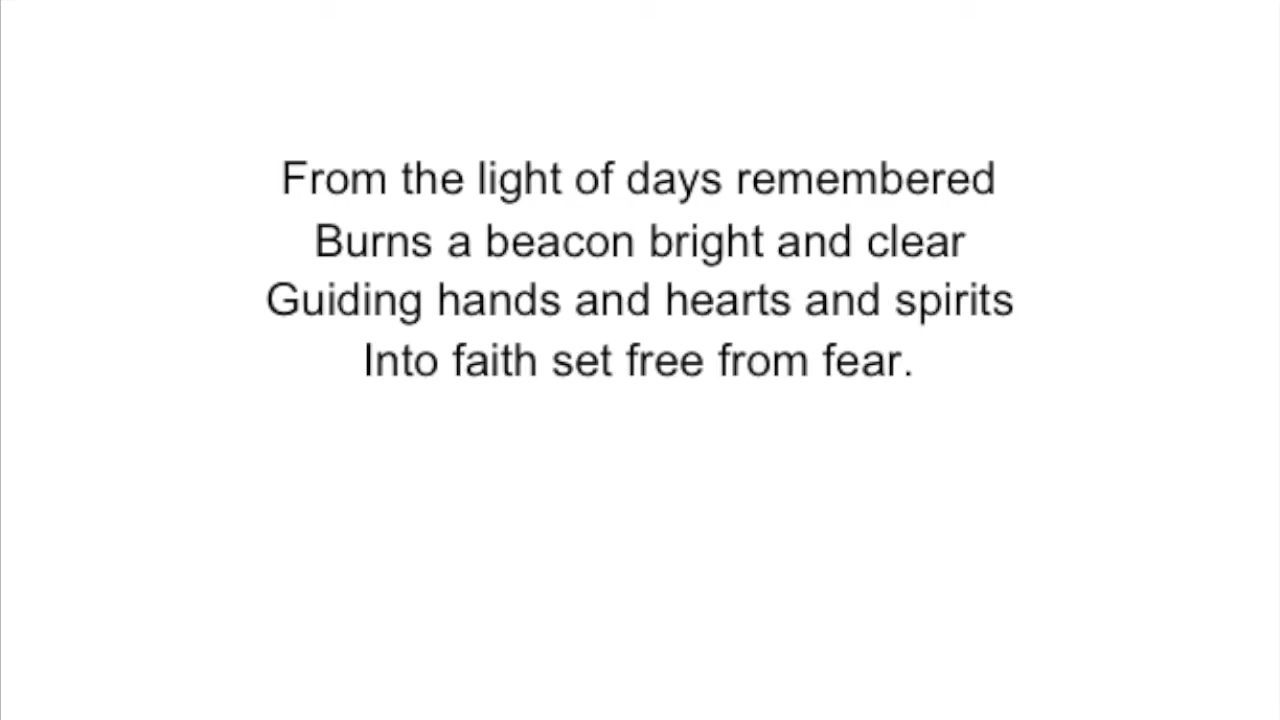 From the light of days remembered
Burns a beacon bright and clear
Guiding hands and hearts and spirits
Into faith set free from fear.